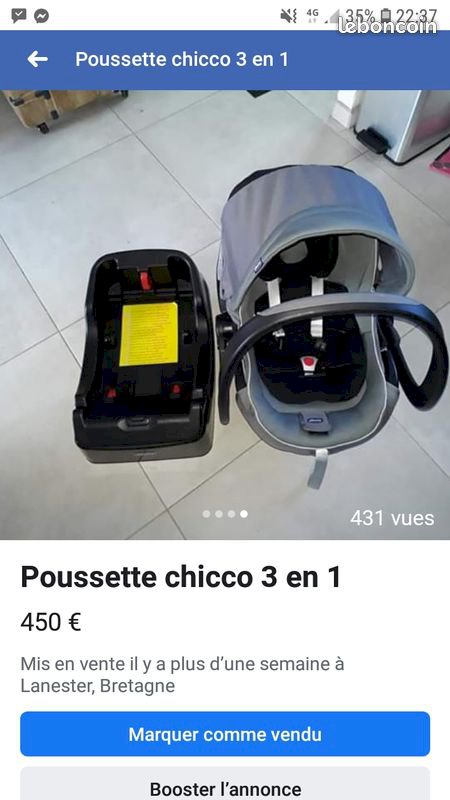 4G 35% 22:37
leboncoin
Poussette chicco 3 en 1
431 vues
Poussette chicco 3 en 1
450 €
Mis en vente il y a plus d'une semaine à
Lanester, Bretagne
Marquer comme vendu
Booster l'annonce